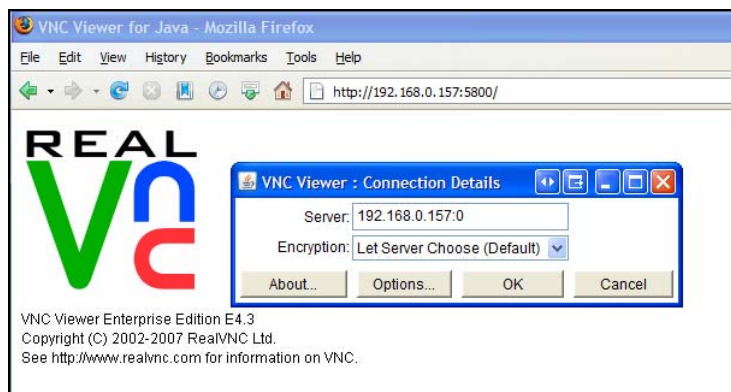 VNC Viewer for Java - Mozilla Firefox
File Edit View History Bookmarks Tools Help
http://192.168.0.157:5800/
REAL
Vnc
VNC Viewer : Connection Details
Server: 192.168.0.157:0
Encryption: Let Server Choose (Default)
About... Options... OK Cancel
VNC Viewer Enterprise Edition E4.3
Copyright (C) 2002-2007 RealVNC Ltd.
See http://www.realvnc.com for information on VNC.